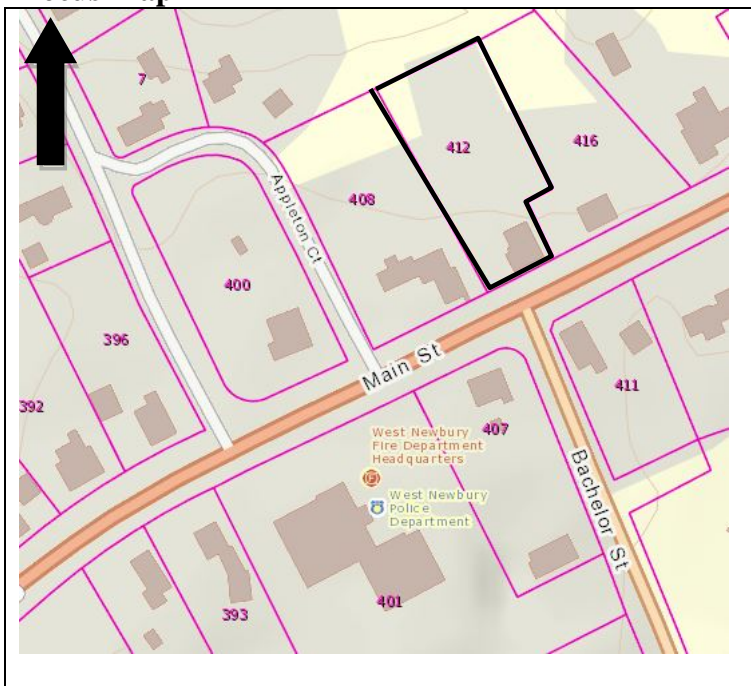 7
412
416
408
Appleton Ct
400
396
392
Main St
411
407
West Newbury
Fire Department
Headquarters
F
West Newbury
Police
Department
Bachelor St
393
401